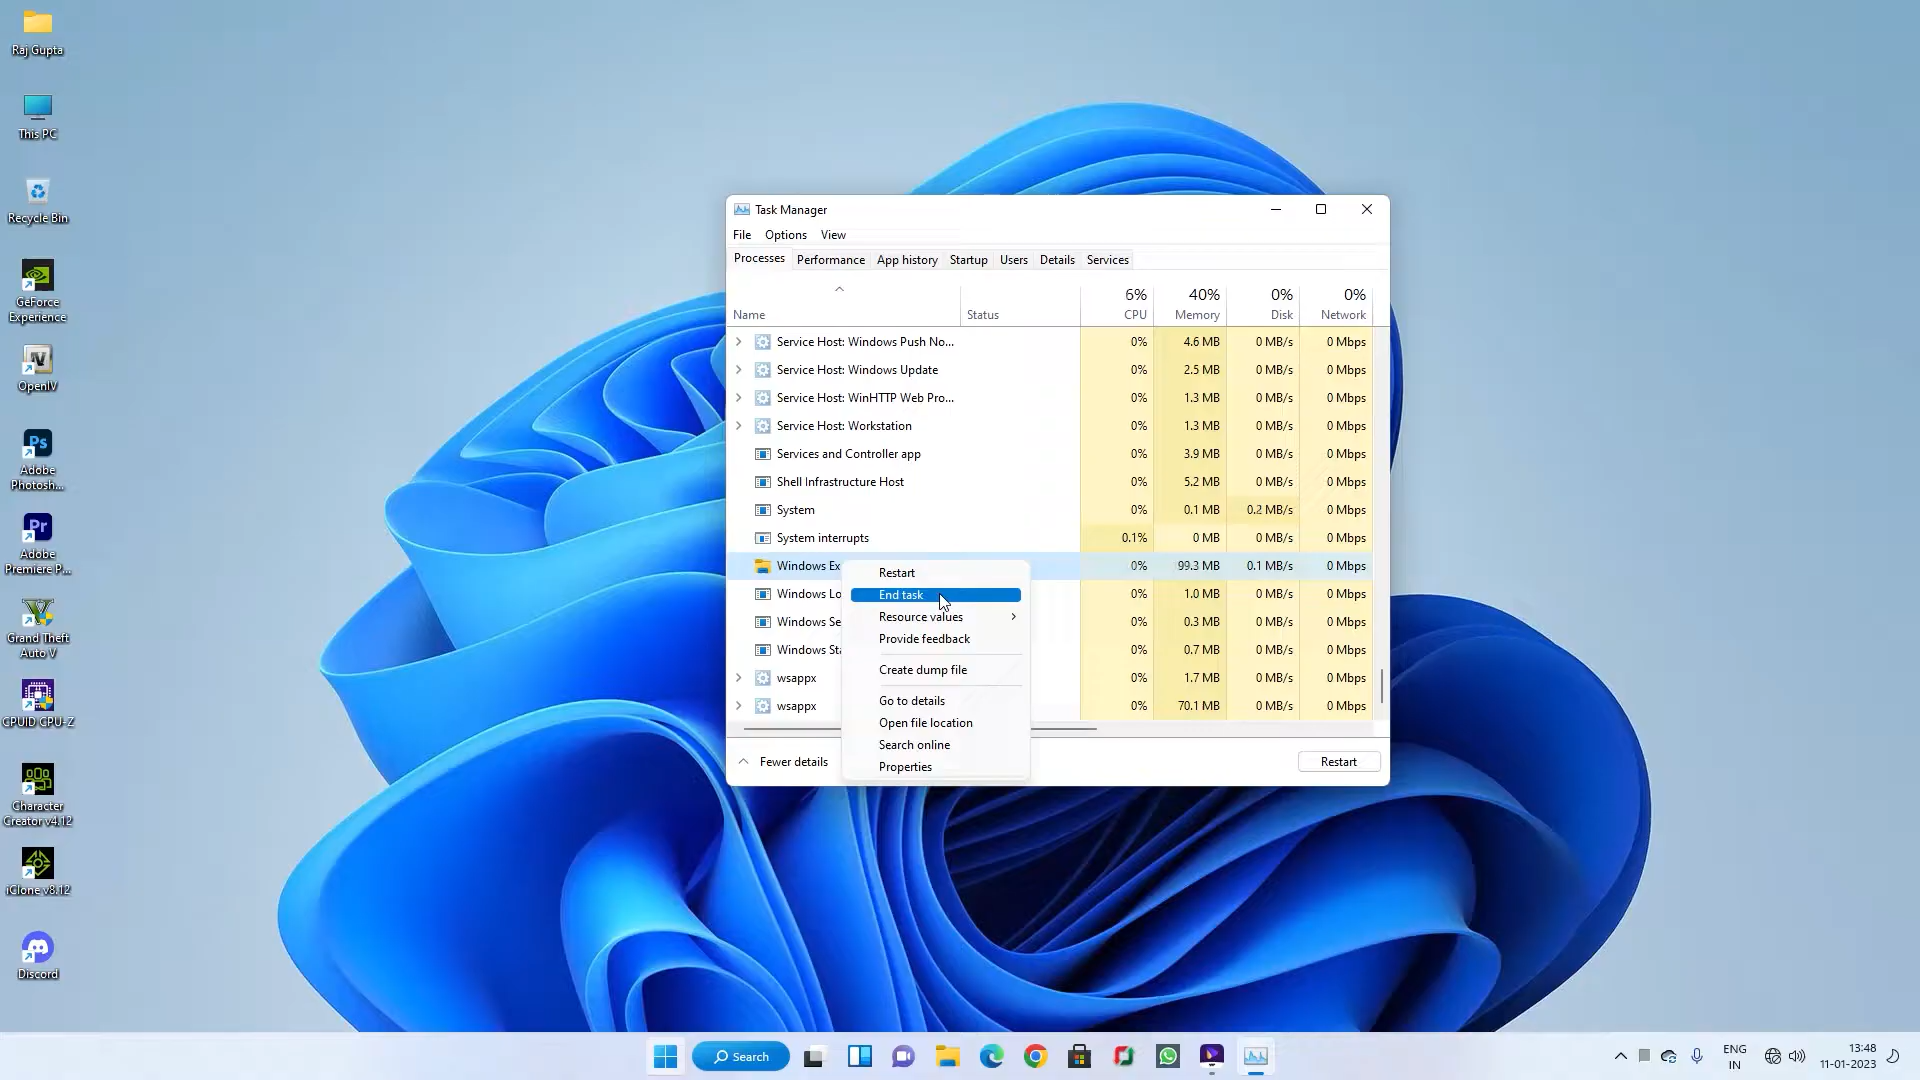 Raj Gupta
This PC
Recycle Bin
GeForce
Experience
OpenIV
Adobe
Photosh...
Adobe
Premiere P...
Grand Theft
Auto V
CPUID CPU-Z
Character
Creator v4.12
iClone v8.12
Discord
Task Manager
File Options View
Processes Performance App history Startup Users Details Services
6% 40% 0% 0%
Name Status CPU Memory Disk Network
Service Host: Windows Push No... 0% 4.6 MB 0 MB/s 0 Mbps
Service Host: Windows Update 0% 2.5 MB 0 MB/s 0 Mbps
Service Host: WinHTTP Web Pro... 0% 1.3 MB 0 MB/s 0 Mbps
Service Host: Workstation 0% 1.3 MB 0 MB/s 0 Mbps
Services and Controller app 0% 3.9 MB 0 MB/s 0 Mbps
Shell Infrastructure Host 0% 5.2 MB 0 MB/s 0 Mbps
System 0% 0.1 MB 0.2 MB/s 0 Mbps
System interrupts 0.1% 0 MB 0 MB/s 0 Mbps
Windows Ex 0% 99.3 MB 0.1 MB/s 0 Mbps
Windows Lo 0% 1.0 MB 0 MB/s 0 Mbps
Windows Se 0% 0.3 MB 0 MB/s 0 Mbps
Windows Sta 0% 0.7 MB 0 MB/s 0 Mbps
wsappx 0% 1.7 MB 0 MB/s 0 Mbps
wsappx 0% 70.1 MB 0 MB/s 0 Mbps
Restart
End task
Resource values
Provide feedback
Create dump file
Go to details
Open file location
Search online
Properties
Fewer details Restart
Search
ENG
IN
13:48
11-01-2023